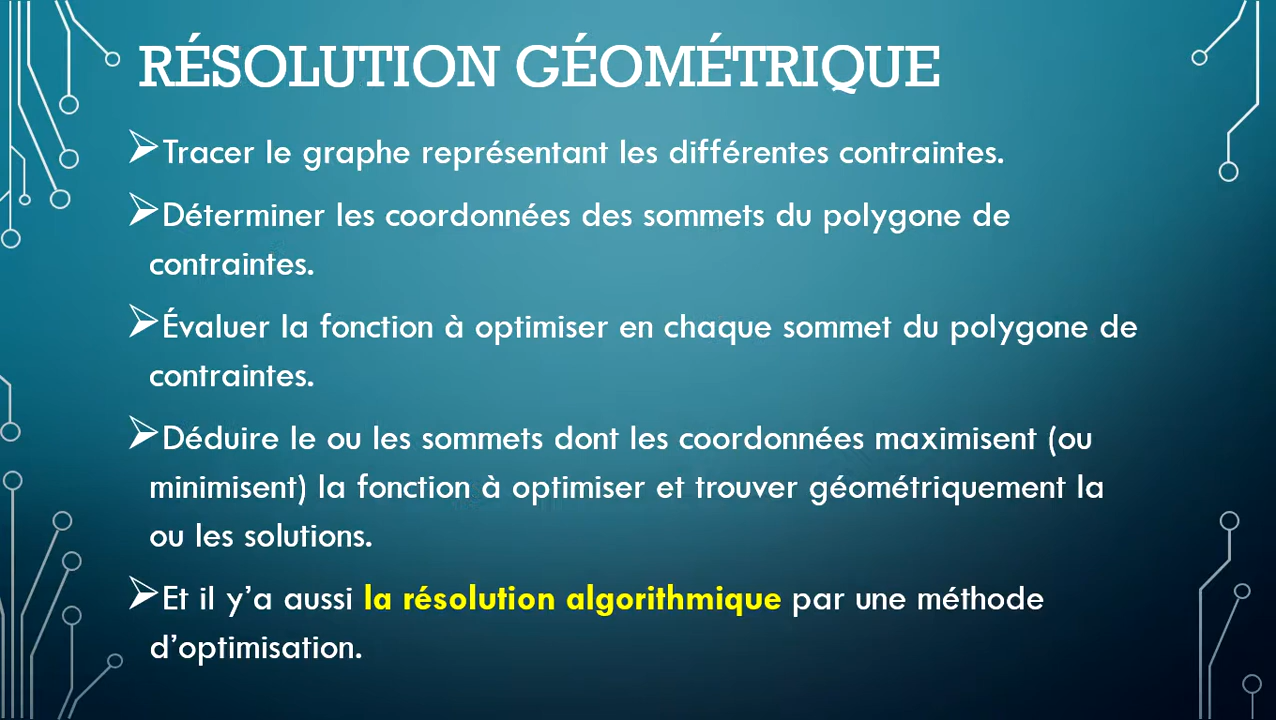 RÉSOLUTION GÉOMÉTRIQUE
➢Tracer le graphe représentant les différentes contraintes.
➢Déterminer les coordonnées des sommets du polygone de
contraintes.
➢Évaluer la fonction à optimiser en chaque sommet du polygone de
contraintes.
➢Déduire le ou les sommets dont les coordonnées maximisent (ou
minimisent) la fonction à optimiser et trouver géométriquement la
ou les solutions.
➢Et il y’a aussi la résolution algorithmique par une méthode
d’optimisation.